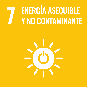 7 ENERGÍA ASEQUIBLE
Y NO CONTAMINANTE